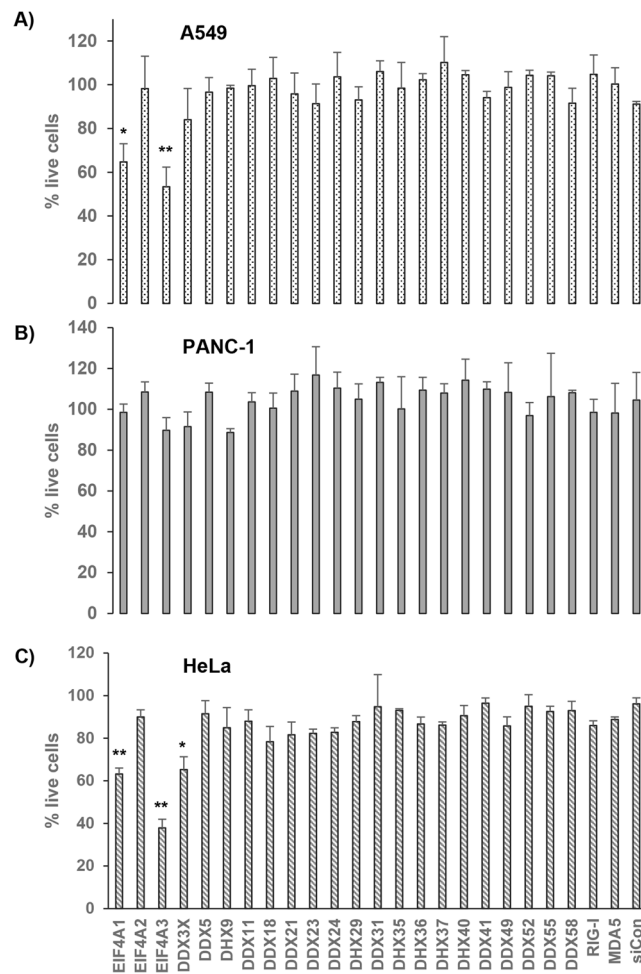 A)
A549
% live cells
120
100
80
60
40
20
0
*
**
B)
PANC-1
% live cells
140
120
100
80
60
40
20
0
C)
HeLa
% live cells
120
100
80
60
40
20
0
**
**
*
EIF4A1
EIF4A2
EIF4A3
DDX3X
DDX5
DHX9
DDX11
DDX18
DDX21
DDX23
DDX24
DHX29
DDX31
DHX35
DHX36
DHX37
DHX40
DDX41
DDX49
DDX52
DDX55
DDX58
RIG-I
MDA5
siCon